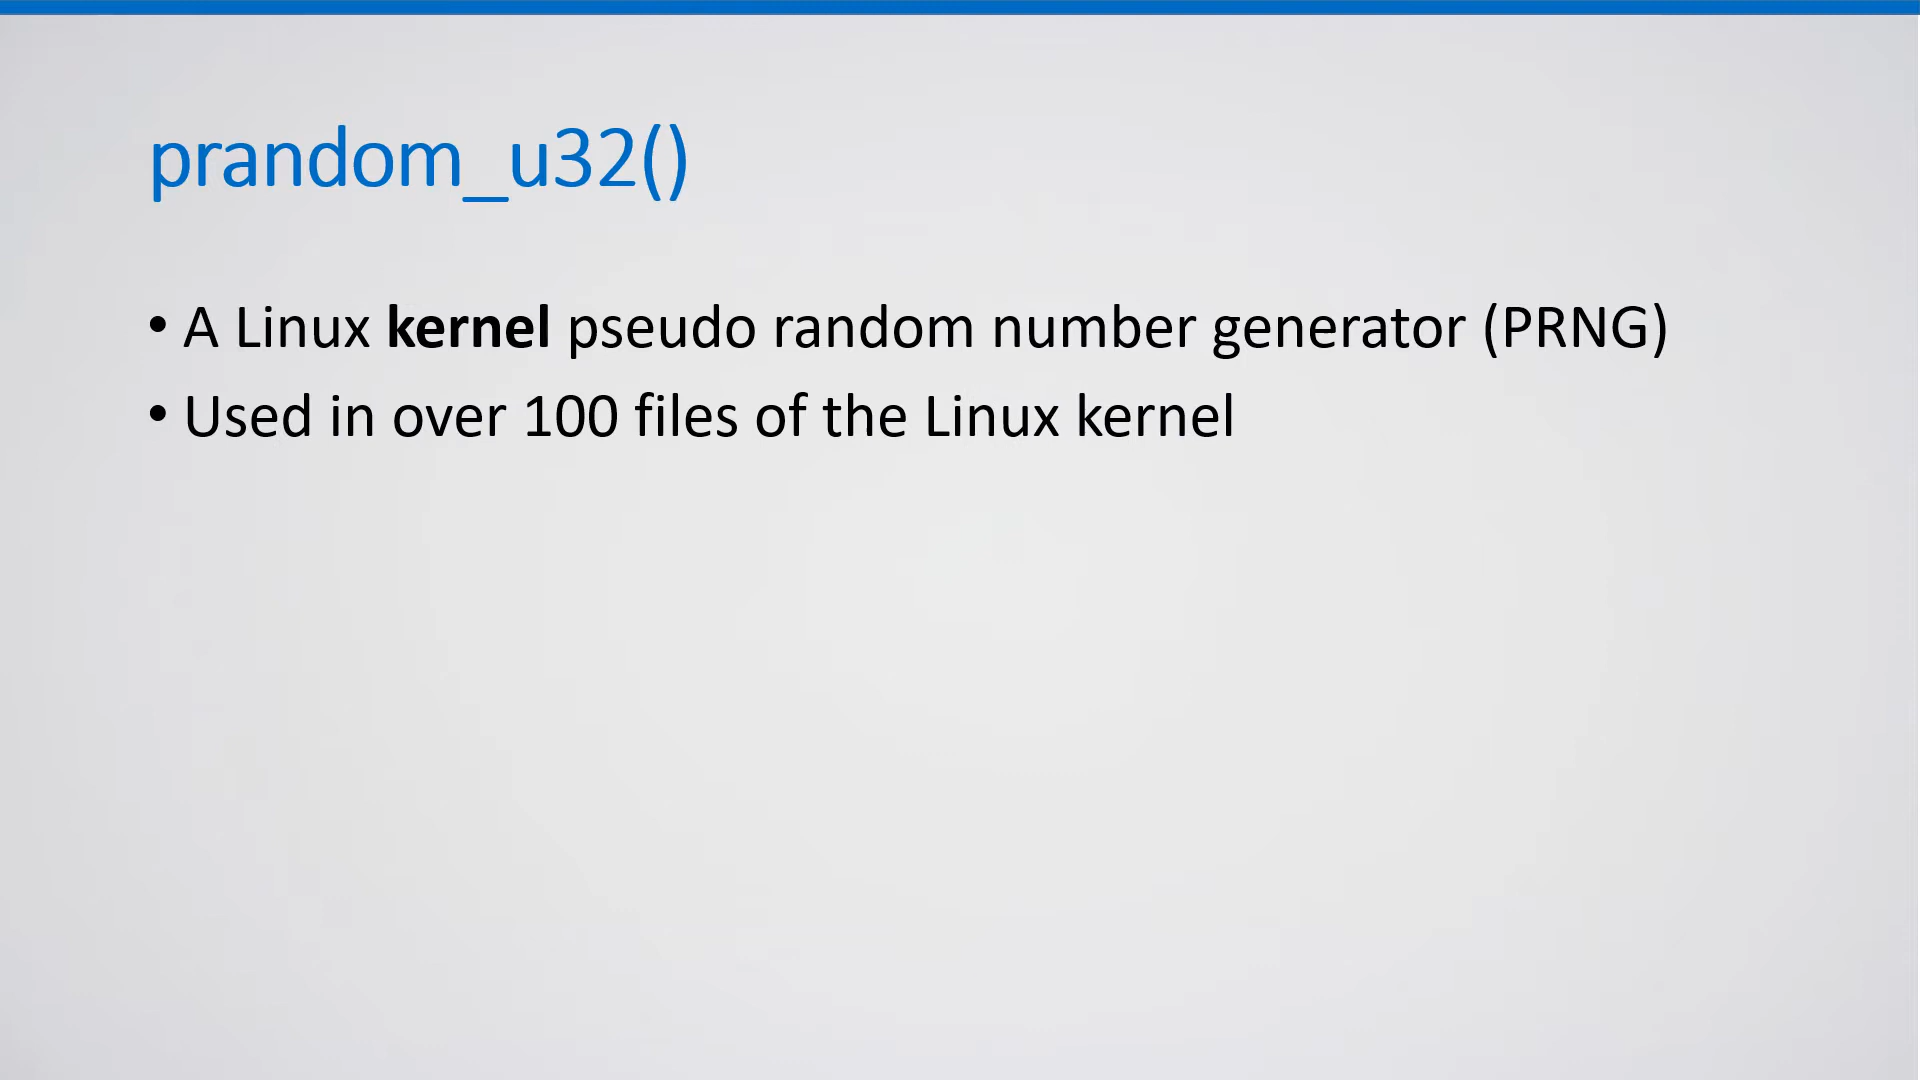 prandom_u32()
• A Linux kernel pseudo random number generator (PRNG)
• Used in over 100 files of the Linux kernel